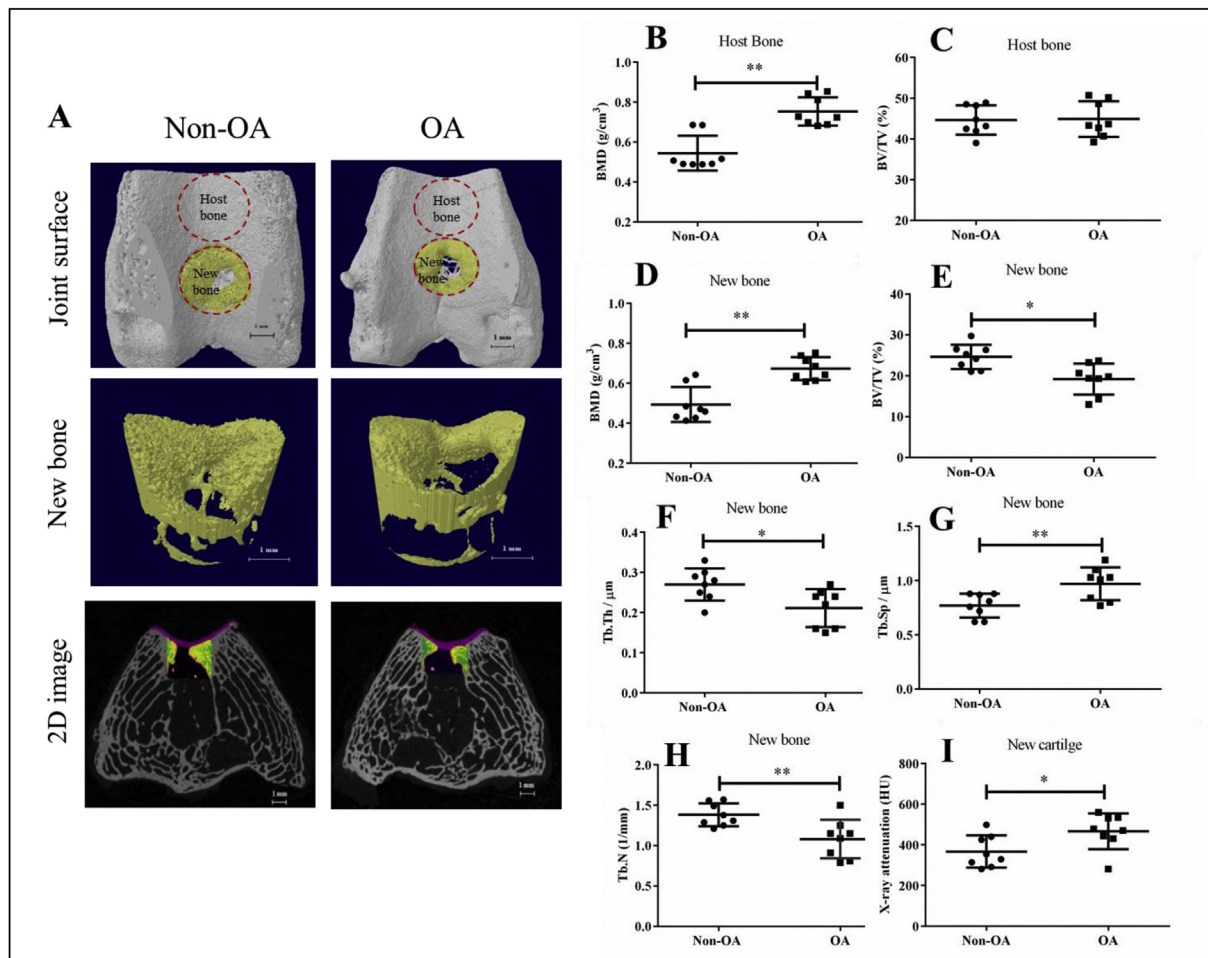 A
Non-OA
OA
Joint surface
Host
bone
New
bone
1 mm
Host
bone
New
bone
1 mm
New bone
1 mm
1 mm
2D image
1 mm
1 mm
B
Host Bone
**
BMD (g/cm³)
1.0
0.8
0.6
0.4
0.2
Non-OA
OA
C
Host bone
BV/TV (%)
60
50
40
30
20
Non-OA
OA
D
New bone
**
BMD (g/cm³)
1.0
0.8
0.6
0.4
0.2
Non-OA
OA
E
New bone
*
BV/TV (%)
40
30
20
10
0
Non-OA
OA
F
New bone
*
Tb.Th / μm
0.4
0.3
0.2
0.1
0.0
Non-OA
OA
G
New bone
**
Tb.Sp / μm
1.5
1.0
0.5
0.0
Non-OA
OA
H
New bone
**
Tb.N (1/mm)
2.0
1.5
1.0
0.5
0.0
Non-OA
OA
I
New cartilge
*
X-ray attenuation (HU)
800
600
400
200
0
Non-OA
OA